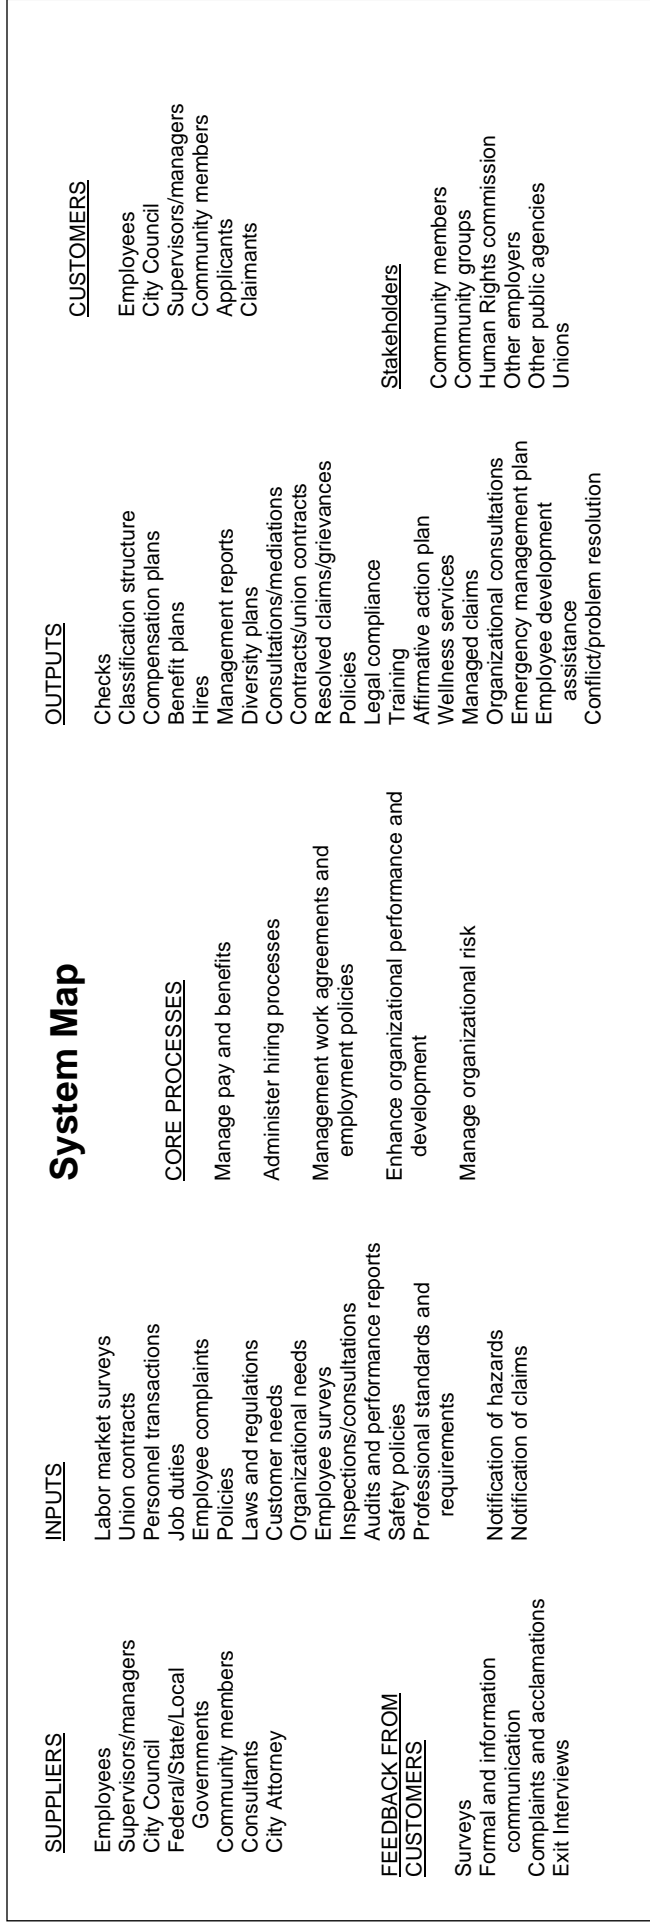 System Map
SUPPLIERS
Employees
Supervisors/managers
City Council
Federal/State/Local
Governments
Community members
Consultants
City Attorney
FEEDBACK FROM
CUSTOMERS
Surveys
Formal and information
communication
Complaints and acclamations
Exit Interviews
INPUTS
Labor market surveys
Union contracts
Personnel transactions
Job duties
Employee complaints
Policies
Laws and regulations
Customer needs
Organizational needs
Employee surveys
Inspections/consultations
Audits and performance reports
Safety policies
Professional standards and
requirements
Notification of hazards
Notification of claims
CORE PROCESSES
Manage pay and benefits
Administer hiring processes
Management work agreements and
employment policies
Enhance organizational performance and
development
Manage organizational risk
OUTPUTS
Checks
Classification structure
Compensation plans
Benefit plans
Hires
Management reports
Diversity plans
Consultations/mediations
Contracts/union contracts
Resolved claims/grievances
Policies
Legal compliance
Training
Affirmative action plan
Wellness services
Managed claims
Organizational consultations
Emergency management plan
Employee development
assistance
Conflict/problem resolution
CUSTOMERS
Employees
City Council
Supervisors/managers
Community members
Applicants
Claimants
Stakeholders
Community members
Community groups
Human Rights commission
Other employers
Other public agencies
Unions